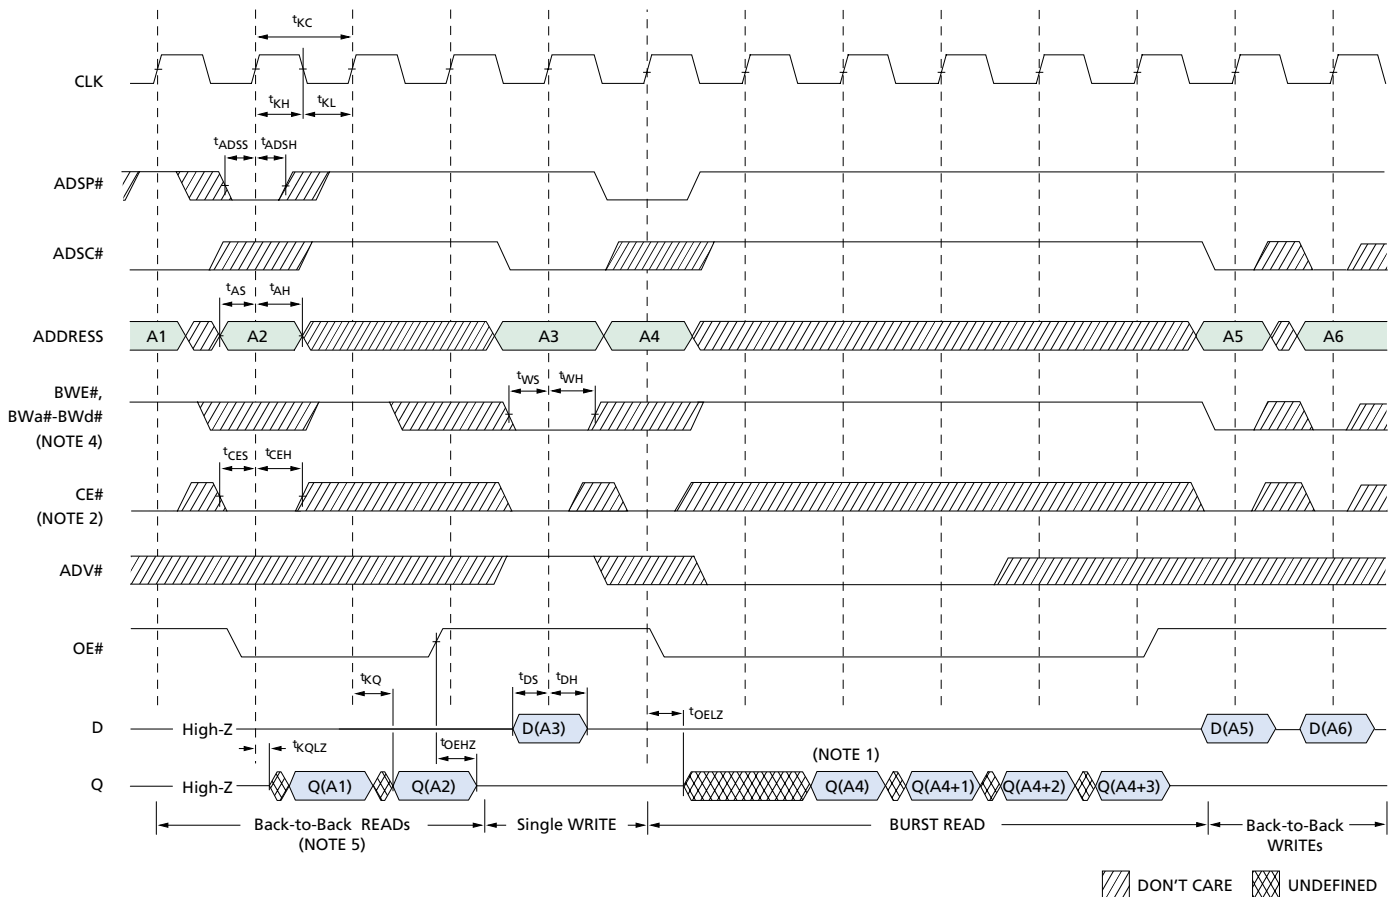 tKC
CLK
tKH
tKL
tADSS
tADSH
ADSP#
ADSC#
tAS
tAH
ADDRESS
A1
A2
A3
A4
A5
A6
BWE#,
BWa#-BWd#
(NOTE 4)
tWS
tWH
tCES
tCEH
CE#
(NOTE 2)
ADV#
OE#
tKQ
tDS
tDH
tOELZ
D
High-Z
D(A3)
D(A5)
D(A6)
tKQLZ
tOEHZ
(NOTE 1)
Q
High-Z
Q(A1)
Q(A2)
Q(A4)
Q(A4+1)
Q(A4+2)
Q(A4+3)
Back-to-Back READs
(NOTE 5)
Single WRITE
BURST READ
Back-to-Back
WRITEs
DON'T CARE
UNDEFINED